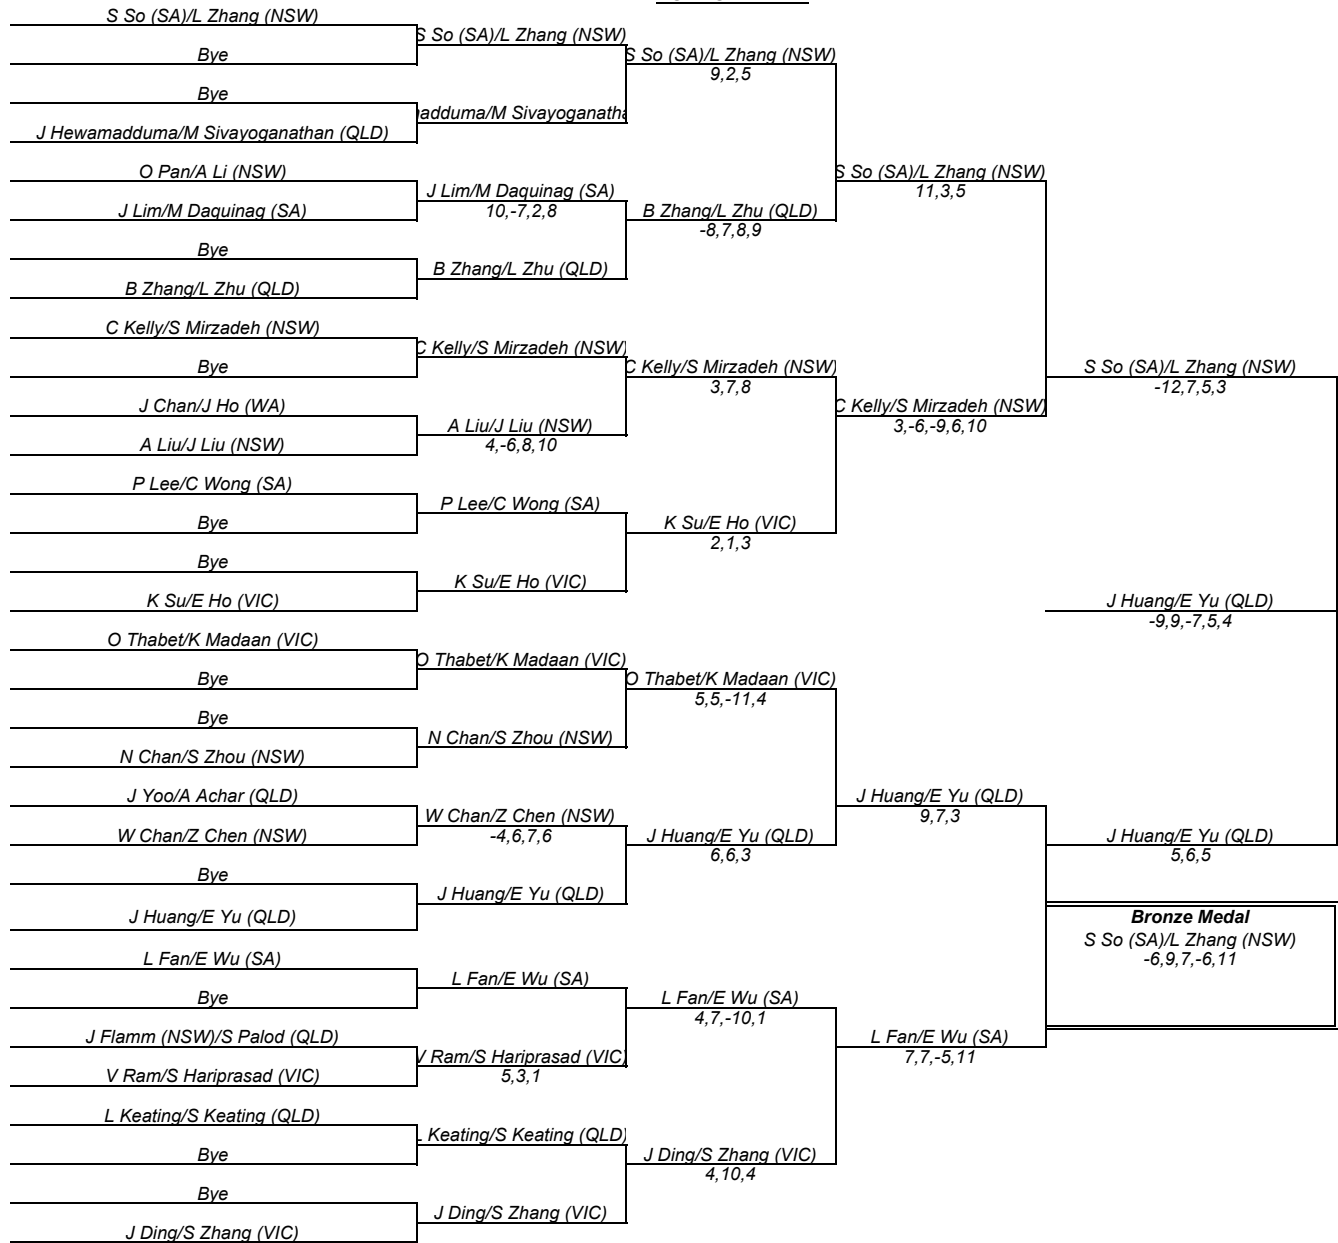 S So (SA)/L Zhang (NSW)
Bye
Bye
J Hewamadduma/M Sivayoganathan (QLD)
O Pan/A Li (NSW)
J Lim/M Daquinag (SA)
Bye
B Zhang/L Zhu (QLD)
C Kelly/S Mirzadeh (NSW)
Bye
J Chan/J Ho (WA)
A Liu/J Liu (NSW)
P Lee/C Wong (SA)
Bye
Bye
K Su/E Ho (VIC)
O Thabet/K Madaan (VIC)
Bye
Bye
N Chan/S Zhou (NSW)
J Yoo/A Achar (QLD)
W Chan/Z Chen (NSW)
Bye
J Huang/E Yu (QLD)
L Fan/E Wu (SA)
Bye
J Flamm (NSW)/S Palod (QLD)
V Ram/S Hariprasad (VIC)
L Keating/S Keating (QLD)
Bye
Bye
J Ding/S Zhang (VIC)
S So (SA)/L Zhang (NSW)
adduma/M Sivayoganath
J Lim/M Daquinag (SA)
10,-7,2,8
B Zhang/L Zhu (QLD)
C Kelly/S Mirzadeh (NSW)
A Liu/J Liu (NSW)
4,-6,8,10
P Lee/C Wong (SA)
K Su/E Ho (VIC)
O Thabet/K Madaan (VIC)
N Chan/S Zhou (NSW)
W Chan/Z Chen (NSW)
-4,6,7,6
J Huang/E Yu (QLD)
L Fan/E Wu (SA)
V Ram/S Hariprasad (VIC)
5,3,1
L Keating/S Keating (QLD)
J Ding/S Zhang (VIC)
S So (SA)/L Zhang (NSW)
9,2,5
B Zhang/L Zhu (QLD)
-8,7,8,9
C Kelly/S Mirzadeh (NSW)
3,7,8
K Su/E Ho (VIC)
2,1,3
O Thabet/K Madaan (VIC)
5,5,-11,4
J Huang/E Yu (QLD)
6,6,3
L Fan/E Wu (SA)
4,7,-10,1
J Ding/S Zhang (VIC)
4,10,4
S So (SA)/L Zhang (NSW)
11,3,5
C Kelly/S Mirzadeh (NSW)
3,-6,-9,6,10
J Huang/E Yu (QLD)
9,7,3
L Fan/E Wu (SA)
7,7,-5,11
S So (SA)/L Zhang (NSW)
-12,7,5,3
J Huang/E Yu (QLD)
-9,9,-7,5,4
J Huang/E Yu (QLD)
5,6,5
Bronze Medal
S So (SA)/L Zhang (NSW)
-6,9,7,-6,11